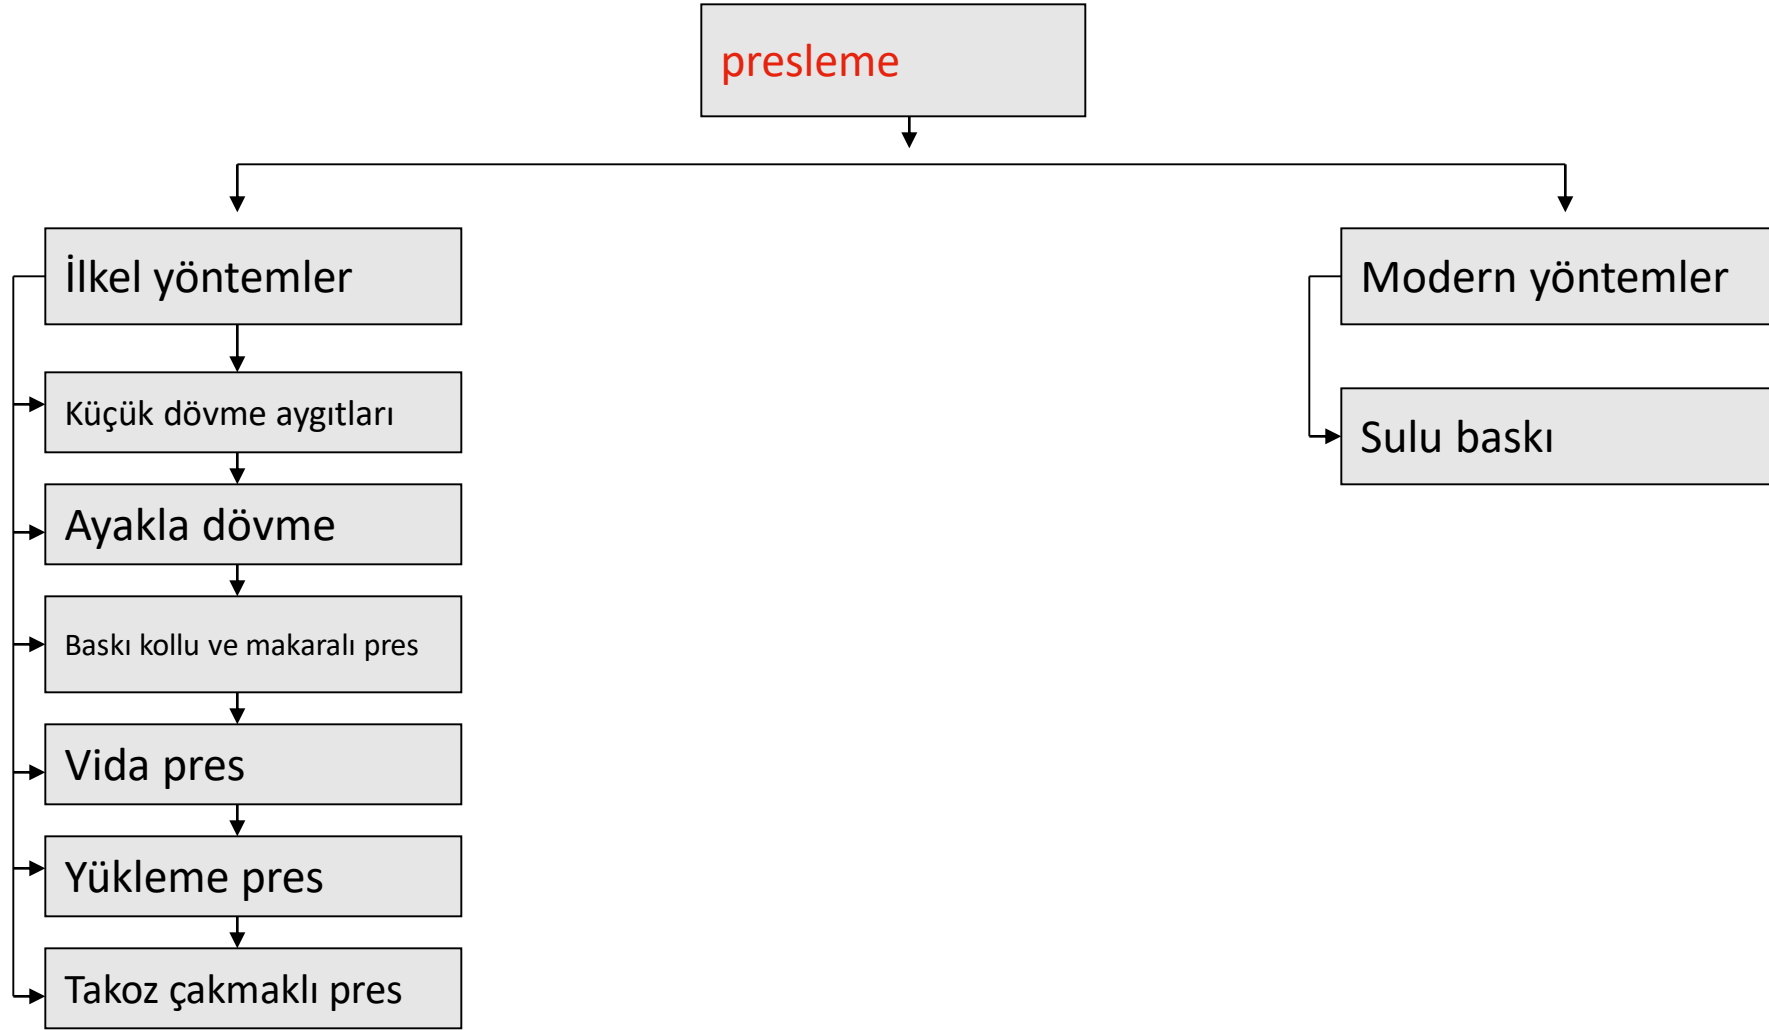 presleme
İlkel yöntemler
Modern yöntemler
Küçük dövme aygıtları
Sulu baskı
Ayakla dövme
Baskı kollu ve makaralı pres
Vida pres
Yükleme pres
Takoz çakmaklı pres